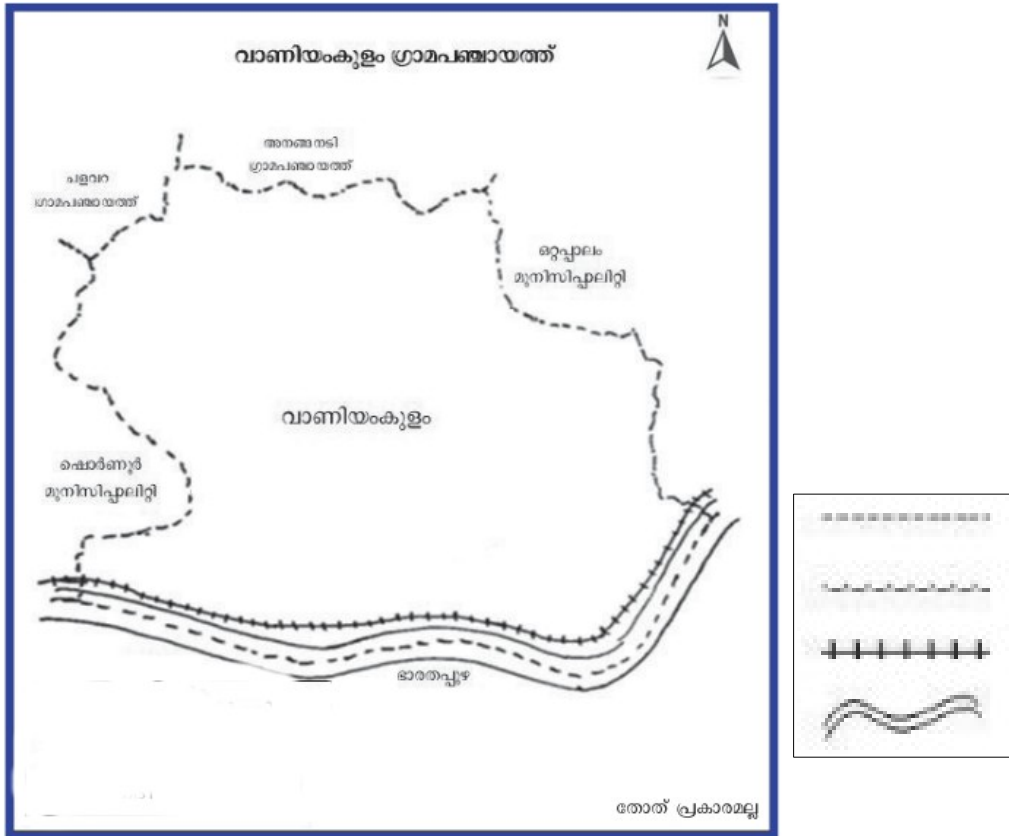 N
വാണിയംകുളം ഗ്രാമപഞ്ചായത്ത്
അനങ്ങനടി
ഗ്രാമപഞ്ചായത്ത്
ചളവറ
ഗ്രാമപഞ്ചായത്ത്
ഒറ്റപ്പാലം
മുനിസിപ്പാലിറ്റി
വാണിയംകുളം
ഷൊർണൂർ
മുനിസിപ്പാലിറ്റി
ഭാരതപ്പുഴ
തോത് പ്രകാരമല്ല